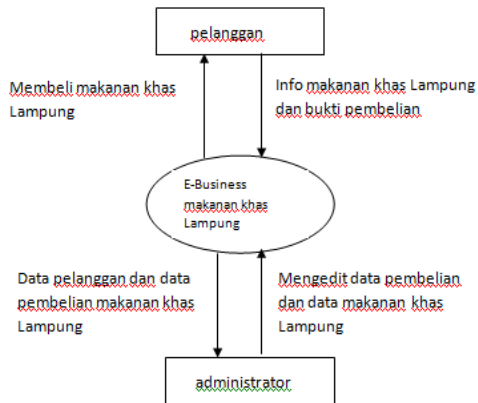 pelanggan
Membeli makanan khas
Lampung
Info makanan khas Lampung
dan bukti pembelian
E-Business
makanan khas
Lampung
Data pelanggan dan data
pembelian makanan khas
Lampung
Mengedit data pembelian
dan data makanan khas
Lampung
administrator